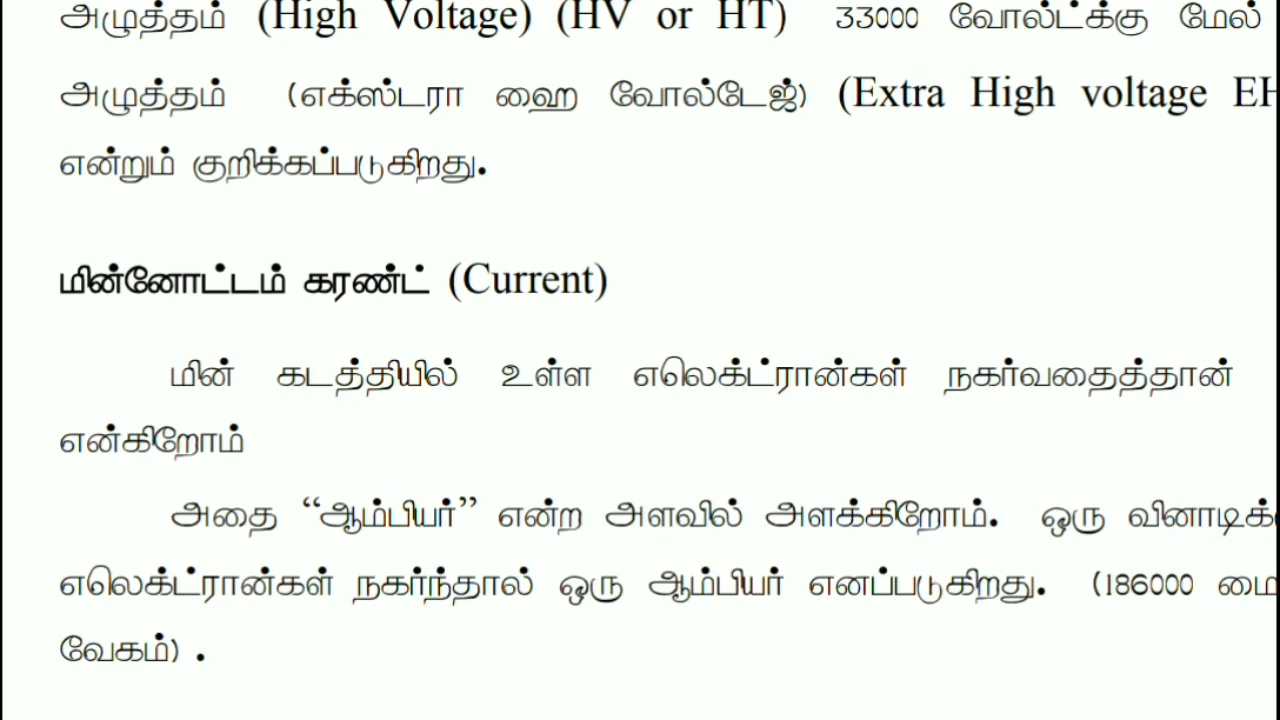 அழுத்தம் (High Voltage) (HV or HT) 33000 வோல்ட்க்கு மேல்
அழுத்தம் (எக்ஸ்டரா ஹை வோல்டேஜ்) (Extra High voltage
என்றும் குறிக்கப்படுகிறது.
மின்னோட்டம் கரண்ட் (Current)
மின் கடத்தியில் உள்ள எலெக்ட்ரான்கள் நகர்வதைத்தான்
என்கிறோம்
அதை “ஆம்பியர்” என்ற அளவில் அளக்கிறோம். ஒரு
எலெக்ட்ரான்கள் நகர்ந்தால் ஒரு ஆம்பியர் எனப்படுகிறது. (186000
வேகம்) .